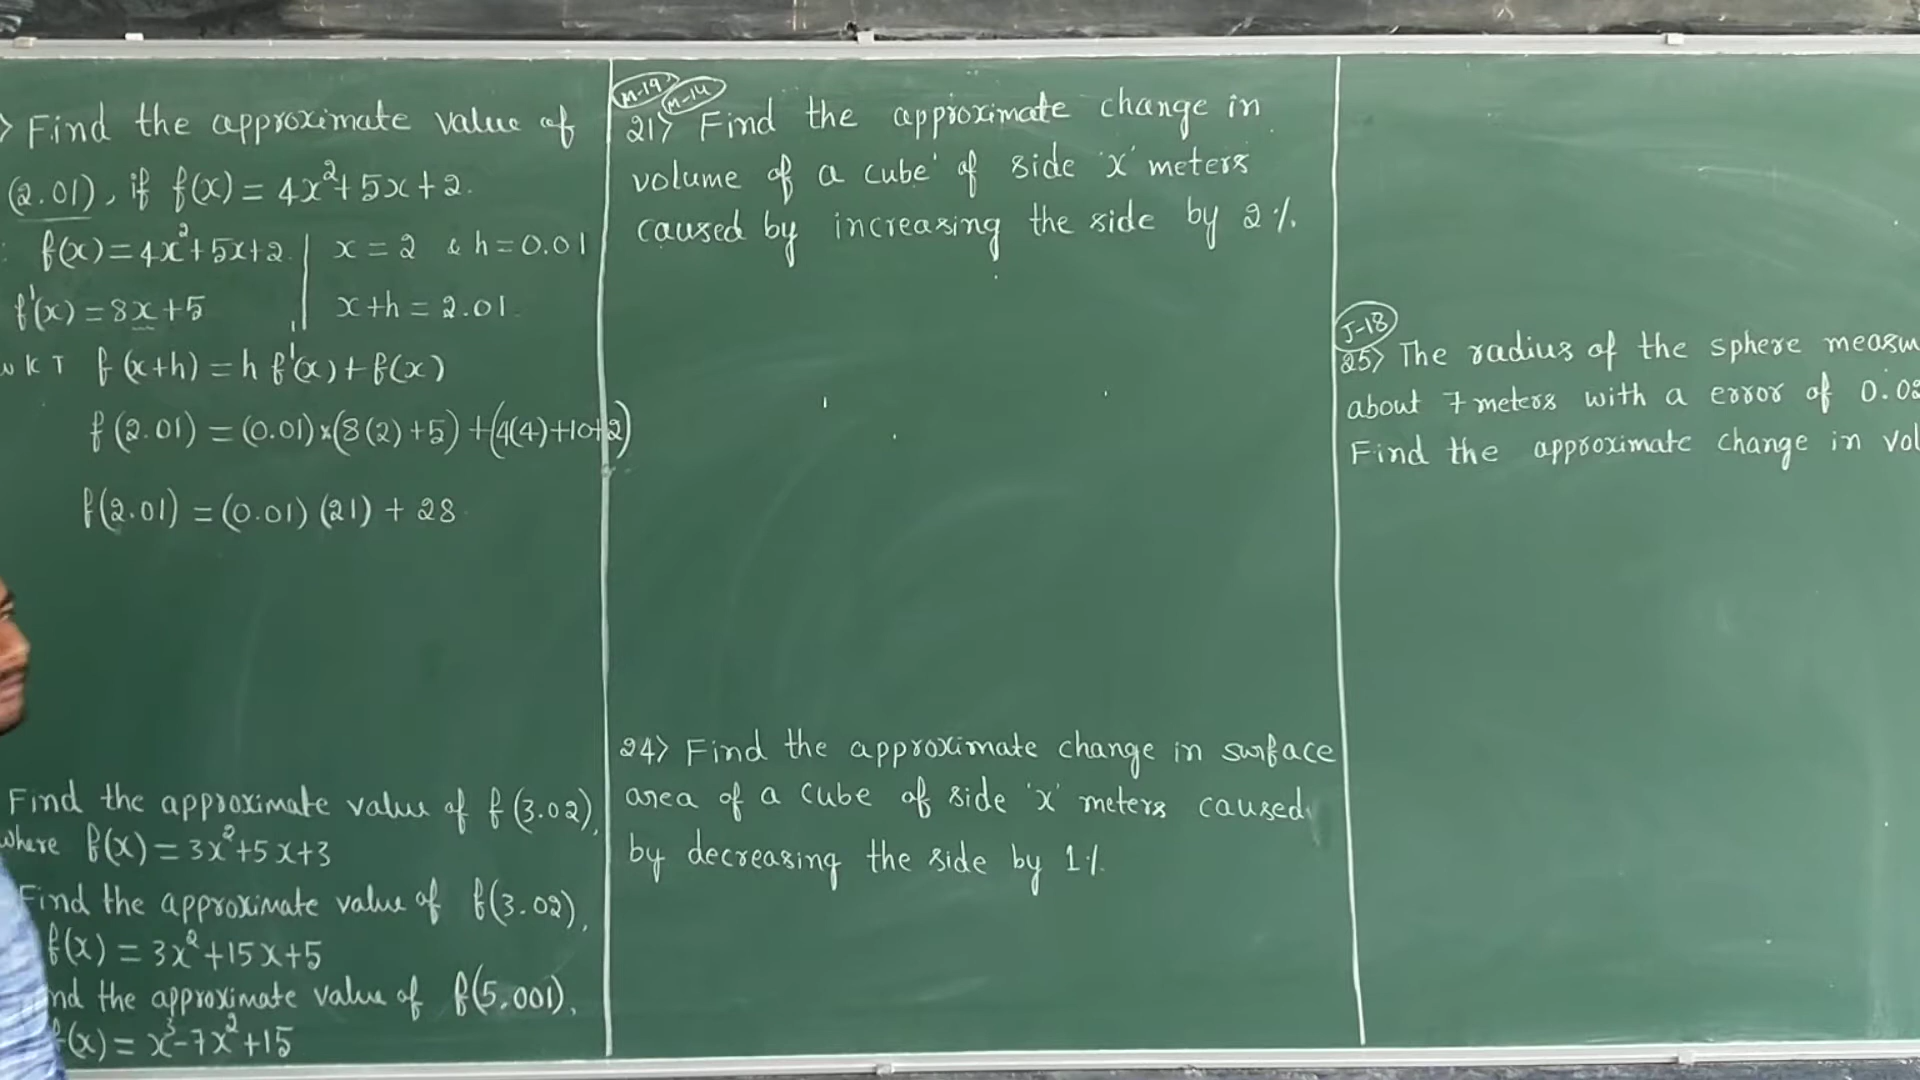 > Find the approximate value of
(2.01), if f(x) = 4x²+5x+2.
: f(x) = 4x²+5x+2 | x = 2 & h = 0.01
f'(x) = 8x+5 | x+h = 2.01
W K T f(x+h) = h f'(x) + f(x)
f(2.01) = (0.01)×(8(2)+5) + (4(4)+10+2)
f(2.01) = (0.01)(21) + 28
Find the approximate value of f(3.02),
where f(x) = 3x²+5x+3
Find the approximate value of f(3.02),
f(x) = 3x²+15x+5
nd the approximate value of f(5.001),
f(x) = x³-7x²+15
M-19 M-14
21> Find the approximate change in
volume of a cube of side 'x' meters
caused by increasing the side by 2%.
24> Find the approximate change in surface
area of a cube of side 'x' meters caused
by decreasing the side by 1%.
J-18
25> The radius of the sphere measu
about 7 meters with a error of 0.02
Find the approximate change in vol